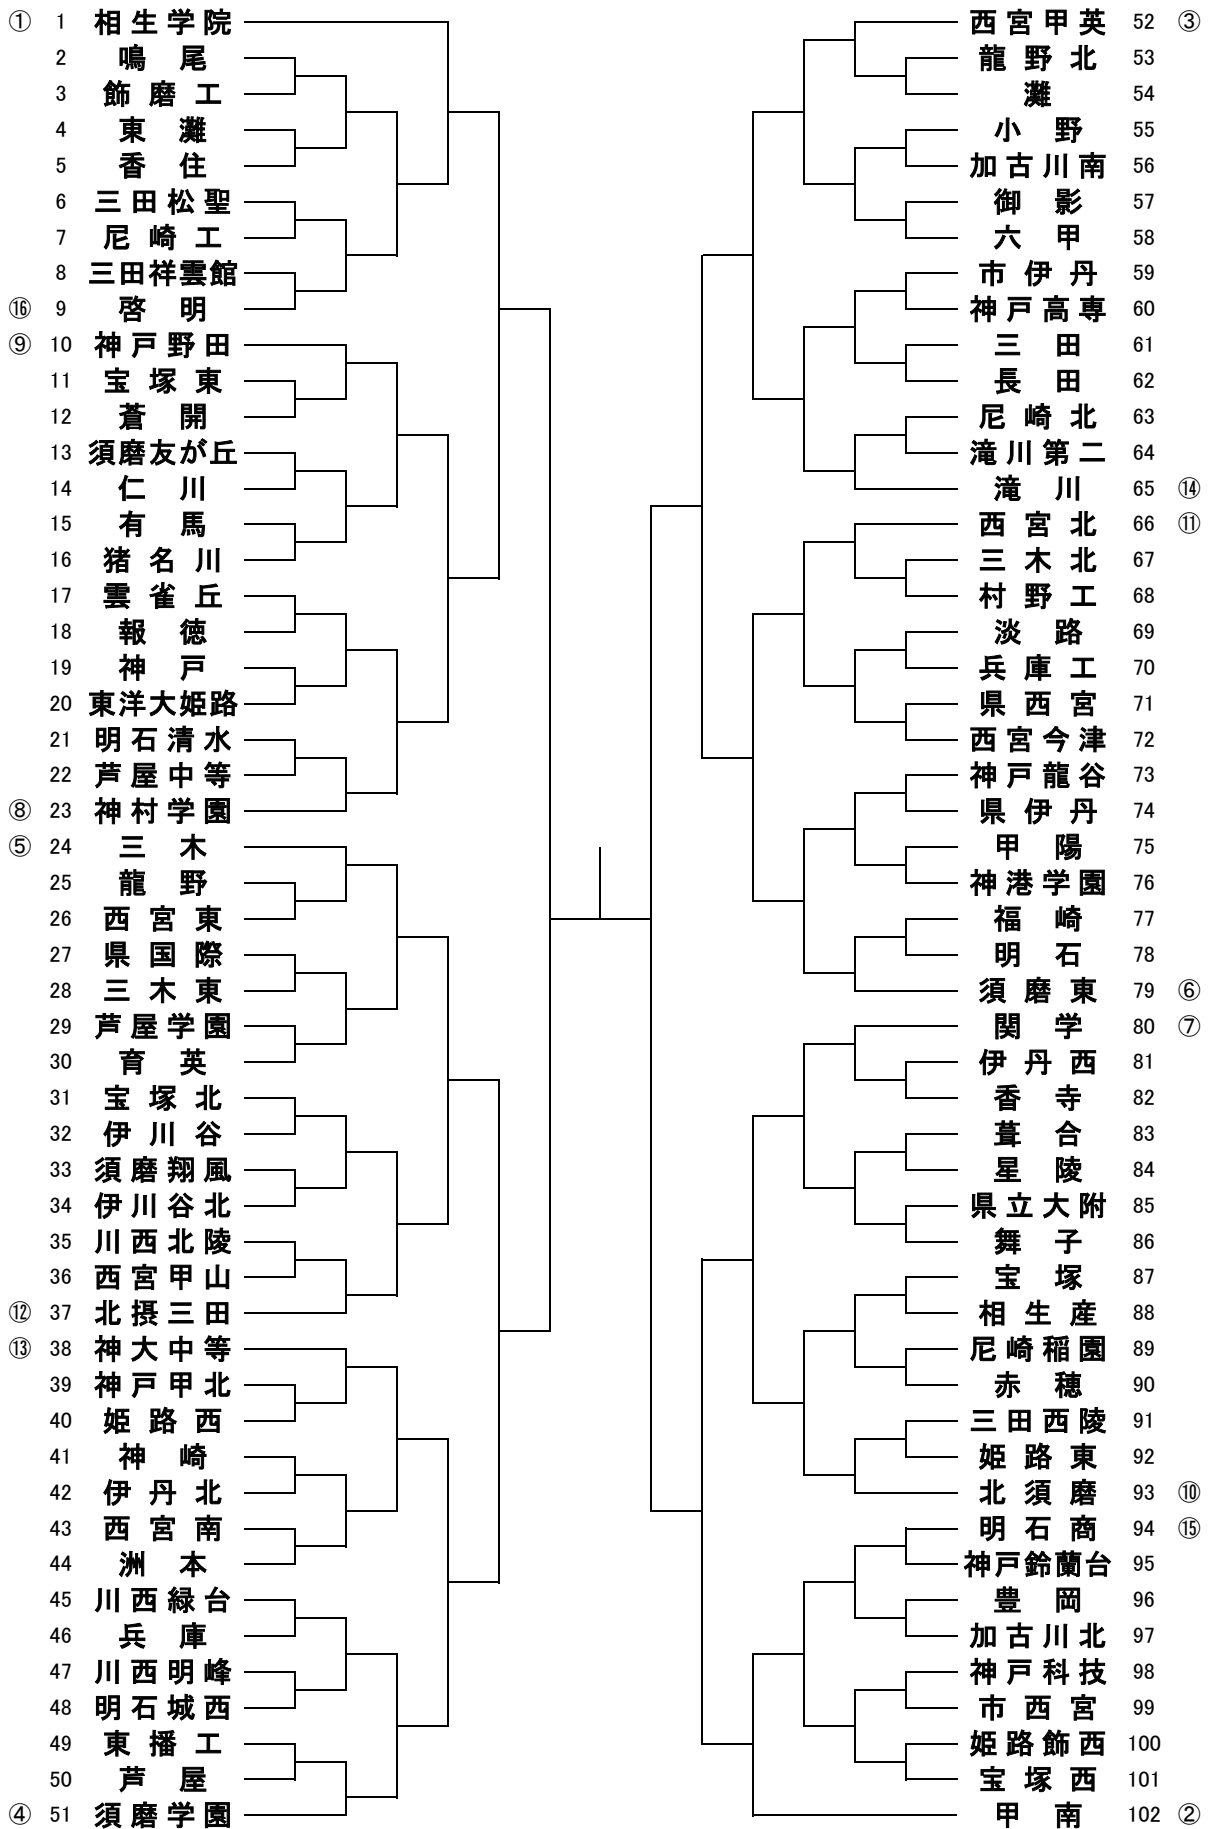 ① 1 相生学院
2 鳴尾
3 飾磨工
4 東灘
5 香住
6 三田松聖
7 尼崎工
8 三田祥雲館
⑯ 9 啓明
⑨ 10 神戸野田
11 宝塚東
12 蒼開
13 須磨友が丘
14 仁川
15 有馬
16 猪名川
17 雲雀丘
18 報徳
19 神戸
20 東洋大姫路
21 明石清水
22 芦屋中等
⑧ 23 神村学園
⑤ 24 三木
25 龍野
26 西宮東
27 県国際
28 三木東
29 芦屋学園
30 育英
31 宝塚北
32 伊川谷
33 須磨翔風
34 伊川谷北
35 川西北陵
36 西宮甲山
⑫ 37 北摂三田
⑬ 38 神大中等
39 神戸甲北
40 姫路西
41 神崎
42 伊丹北
43 西宮南
44 洲本
45 川西緑台
46 兵庫
47 川西明峰
48 明石城西
49 東播工
50 芦屋
④ 51 須磨学園
西宮甲英 52 ③
龍野北 53
灘 54
小野 55
加古川南 56
御影 57
六甲 58
市伊丹 59
神戸高専 60
三田 61
長田 62
尼崎北 63
滝川第二 64
滝川 65 ⑭
西宮北 66 ⑪
三木北 67
村野工 68
淡路 69
兵庫工 70
県西宮 71
西宮今津 72
神戸龍谷 73
県伊丹 74
甲陽 75
神港学園 76
福崎 77
明石 78
須磨東 79 ⑥
関学 80 ⑦
伊丹西 81
香寺 82
葺合 83
星陵 84
県立大附 85
舞子 86
宝塚 87
相生産 88
尼崎稲園 89
赤穂 90
三田西陵 91
姫路東 92
北須磨 93 ⑩
明石商 94 ⑮
神戸鈴蘭台 95
豊岡 96
加古川北 97
神戸科技 98
市西宮 99
姫路飾西 100
宝塚西 101
甲南 102 ②